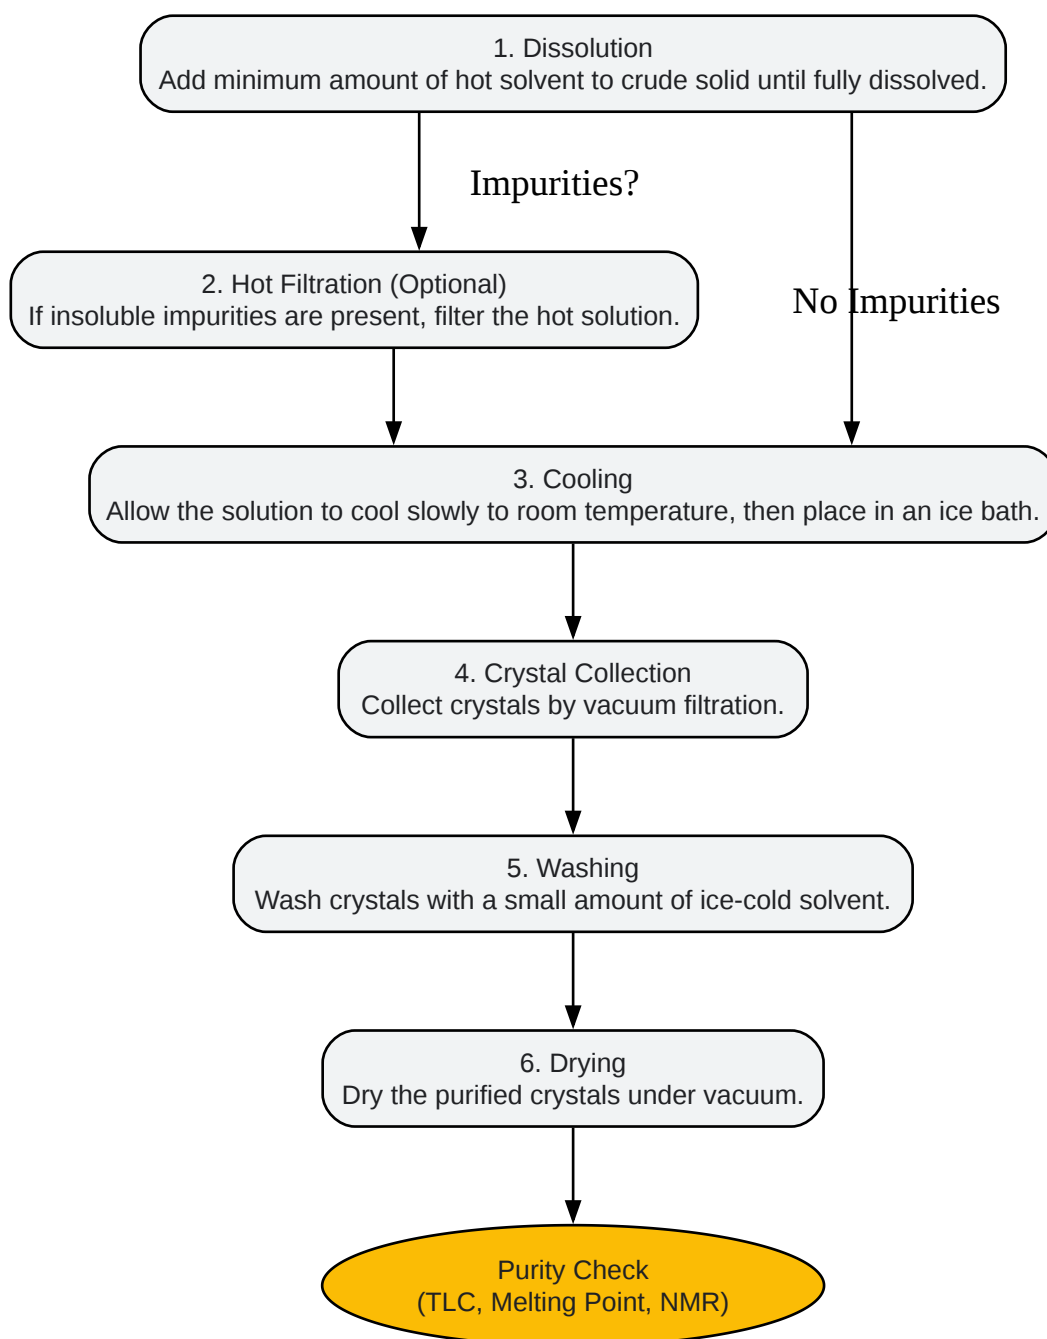 1. Dissolution
Add minimum amount of hot solvent to crude solid until fully dissolved.
Impurities?
2. Hot Filtration (Optional)
If insoluble impurities are present, filter the hot solution.
No Impurities
3. Cooling
Allow the solution to cool slowly to room temperature, then place in an ice bath.
4. Crystal Collection
Collect crystals by vacuum filtration.
5. Washing
Wash crystals with a small amount of ice-cold solvent.
6. Drying
Dry the purified crystals under vacuum.
Purity Check
(TLC, Melting Point, NMR)